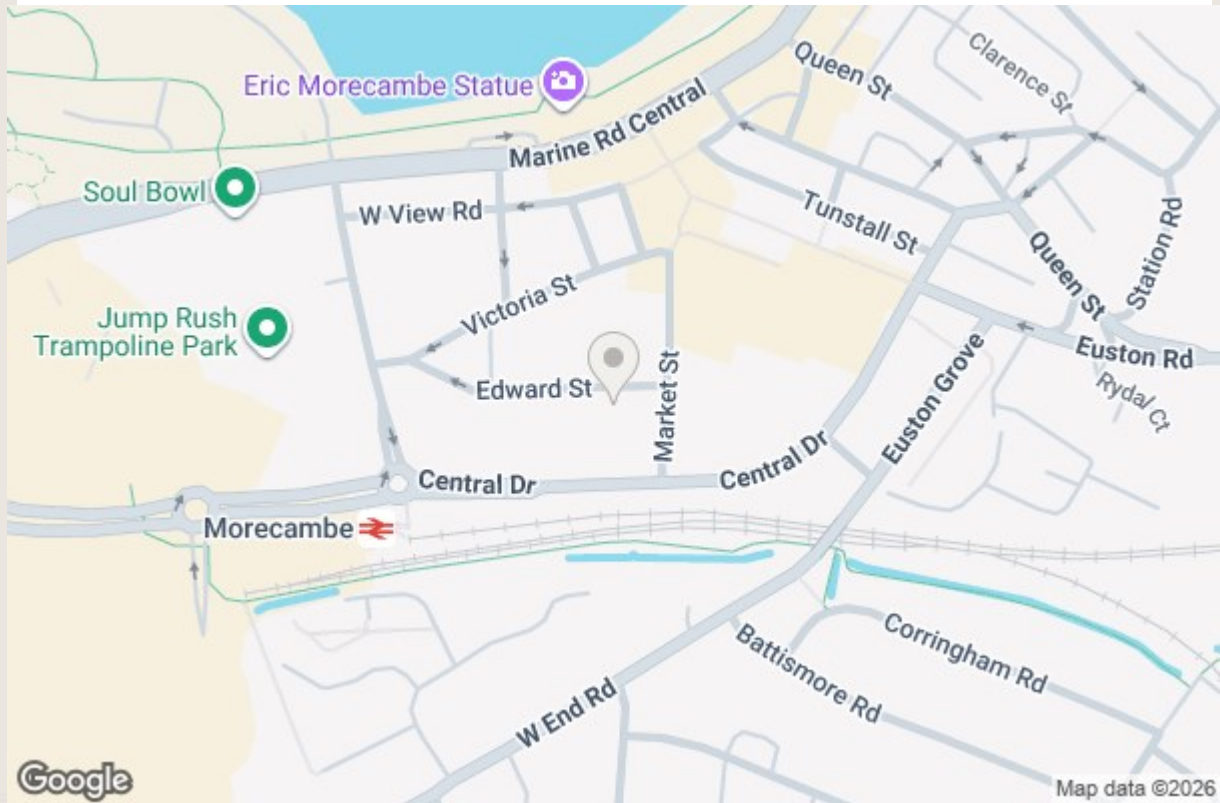 Eric Morecambe Statue
Queen St
Clarence St
Marine Rd Central
Soul Bowl
W View Rd
Tunstall St
Station Rd
Queen St
Victoria St
Jump Rush
Trampoline Park
Euston Rd
Edward St
Market St
Euston Grove
Rydal Ct
Central Dr
Central Dr
Morecambe
Corringham Rd
Battismore Rd
W End Rd
Google
Map data ©2026